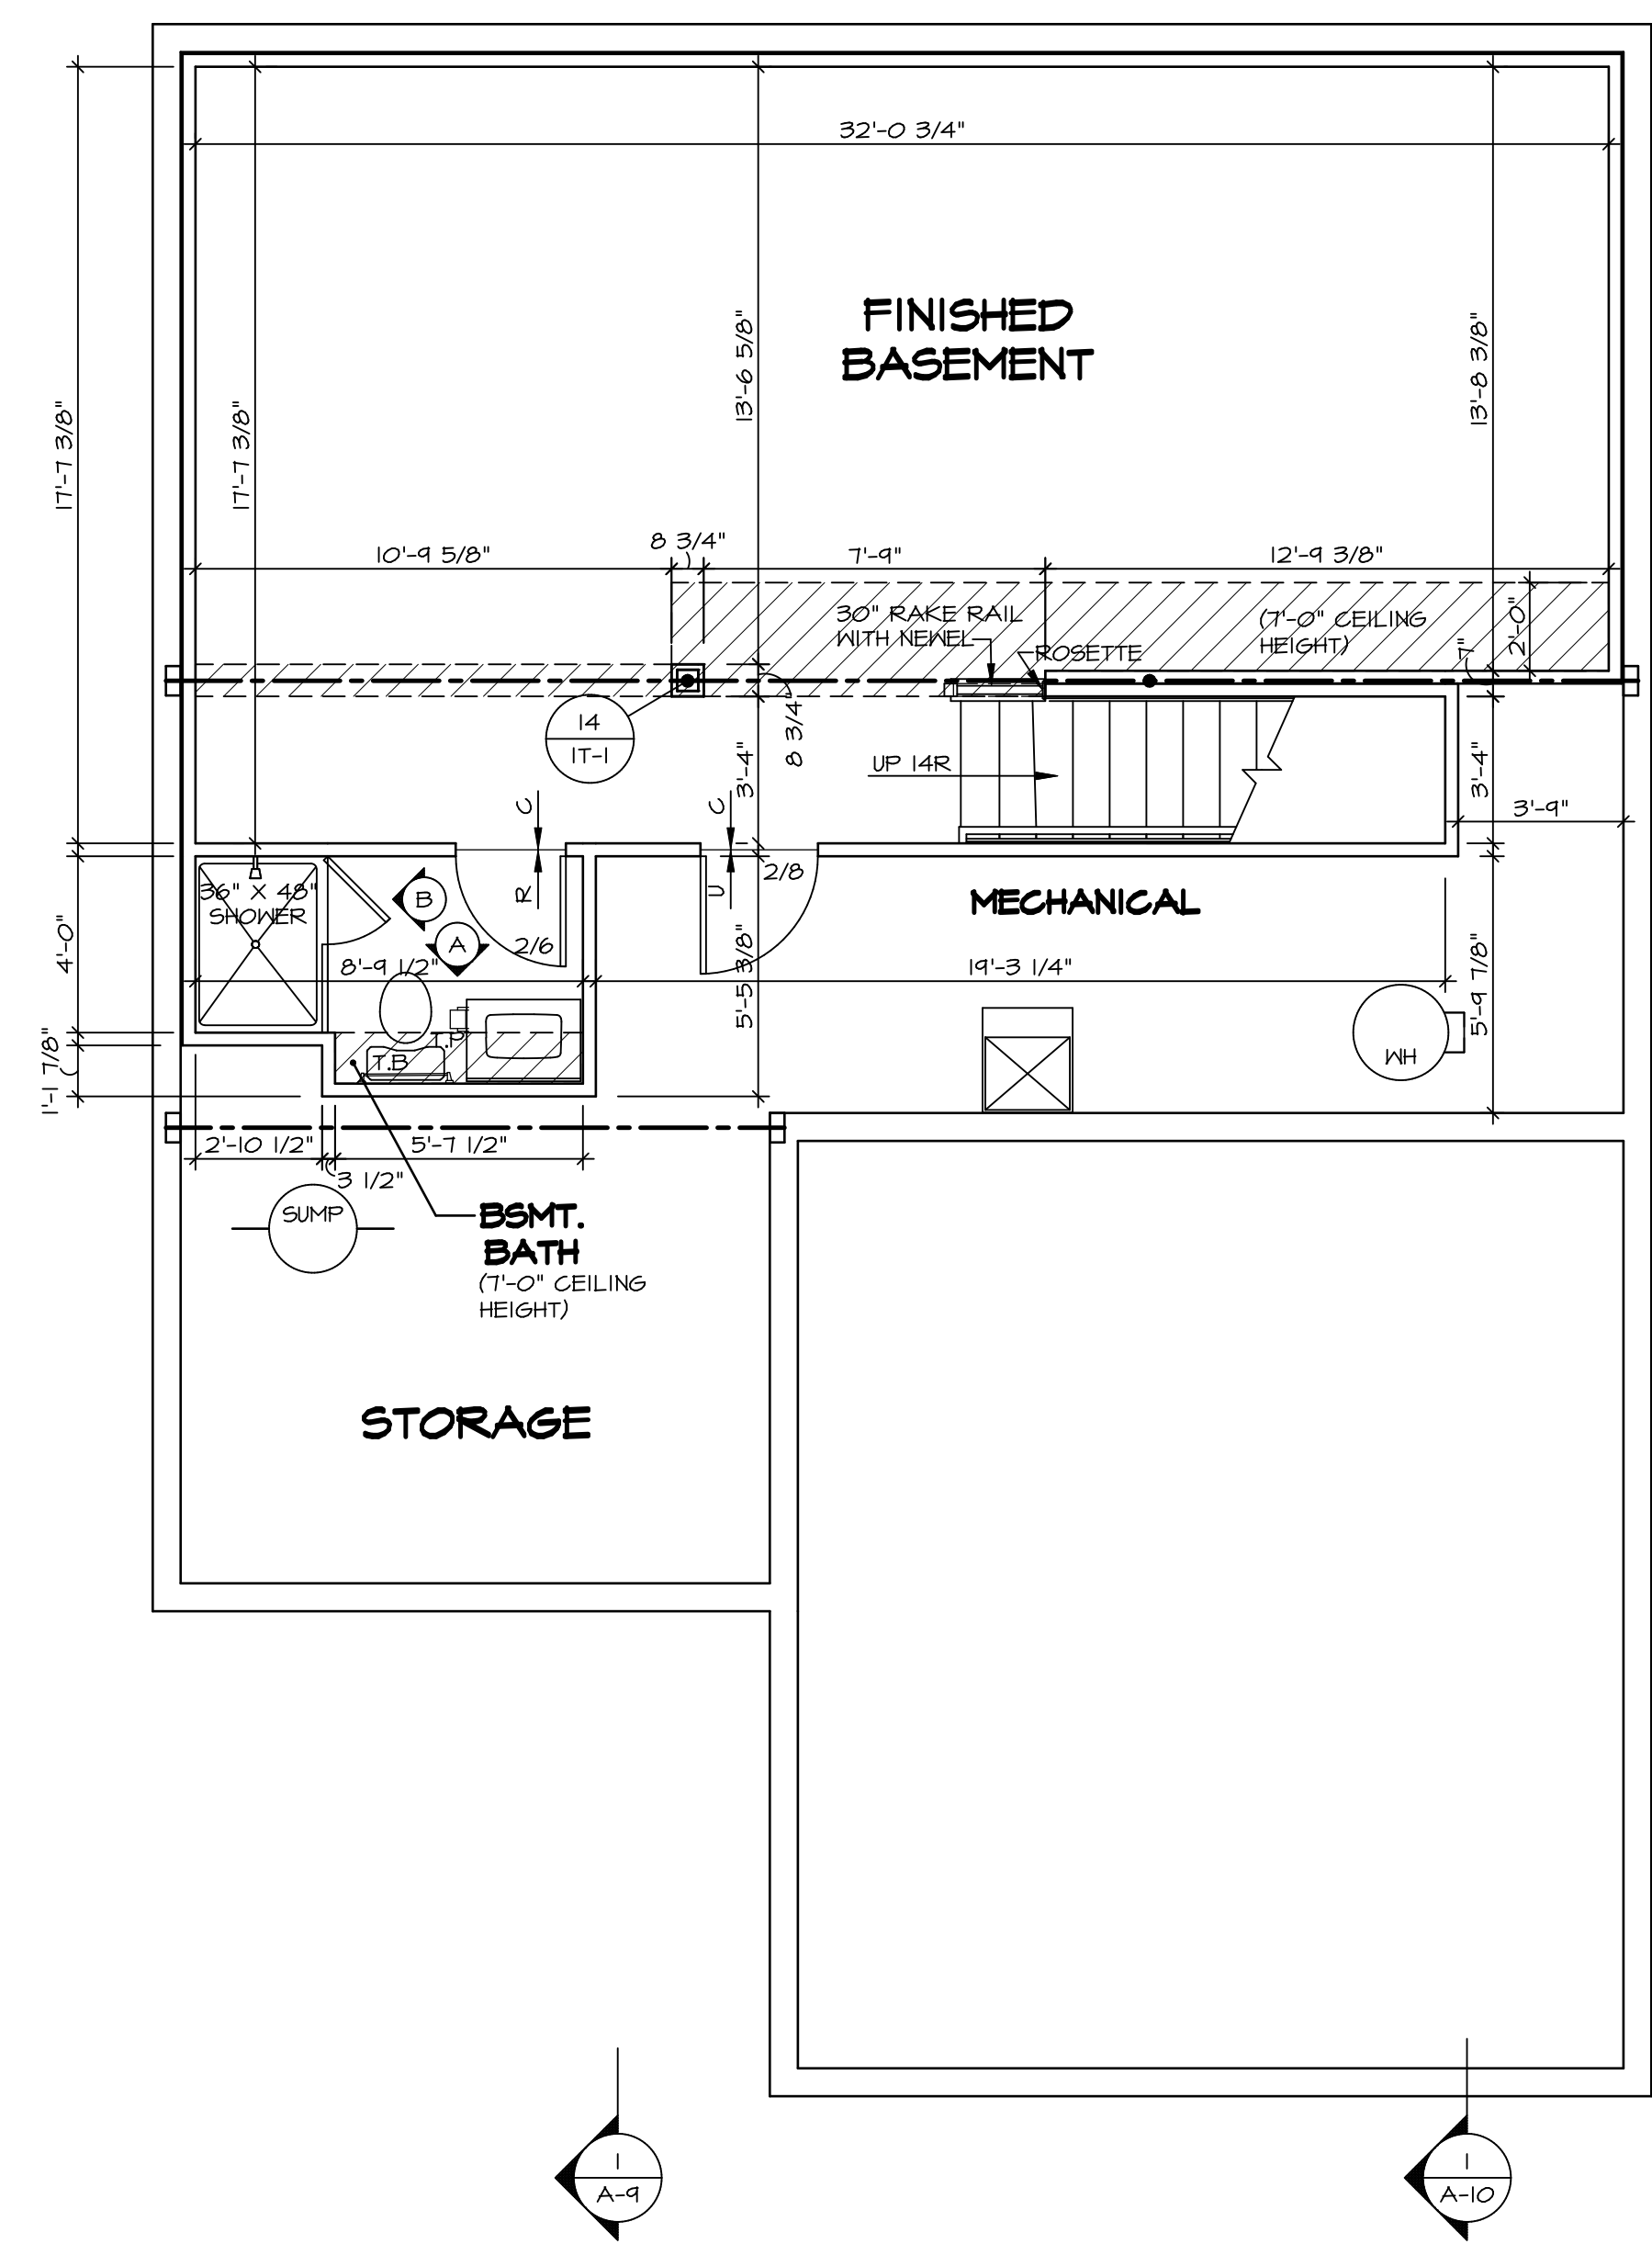 32'-0 3/4"
FINISHED
BASEMENT
17'-7 3/8"
17'-7 3/8"
13'-6 5/8"
13'-8 3/8"
10'-9 5/8"
8 3/4"
7'-9"
12'-9 3/8"
30" RAKE RAIL
WITH NEWEL
ROSETTE
(7'-0" CEILING
HEIGHT)
7"
2'-0"
14
1T-1
8 3/4"
3'-4"
UP 14R
3'-4"
3'-9"
C
C
R
U
2/8
2/6
36" X 48"
SHOWER
B
A
MECHANICAL
4'-0"
8'-9 1/2"
5'-5 3/8"
19'-3 1/4"
5'-9 7/8"
T.P
T.B
WH
1'-1 7/8"
2'-10 1/2"
3 1/2"
5'-7 1/2"
SUMP
BSMT.
BATH
(7'-0" CEILING
HEIGHT)
STORAGE
1
A-9
1
A-10